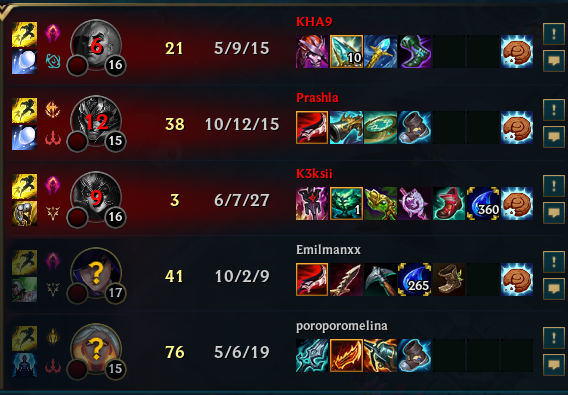 KHA9
6 16 21 5/9/15 10
Prashla
12 15 38 10/12/15
K3ksii
9 16 3 6/7/27 1 360
Emilmanxx
? 17 41 10/2/9 265
poroporomelina
? 15 76 5/6/19